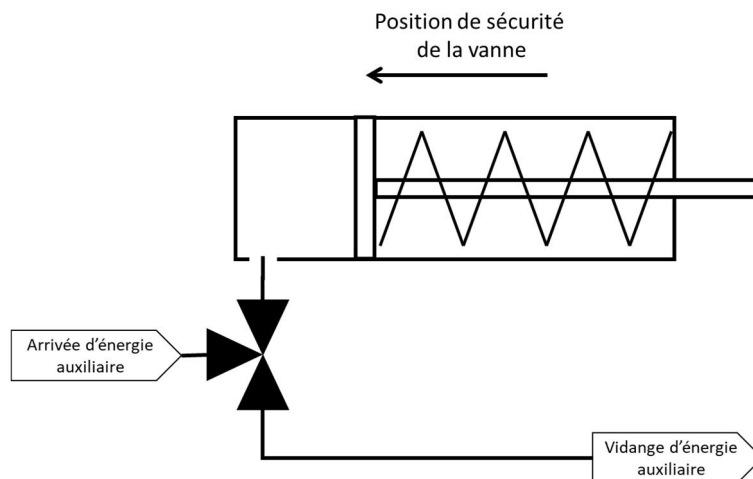 Position de sécurité
de la vanne
Arrivée d'énergie
auxiliaire
Vidange d'énergie
auxiliaire